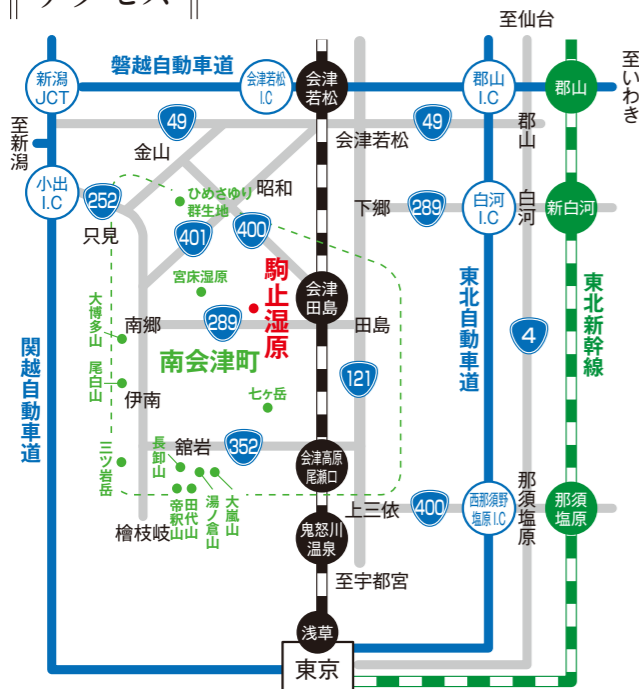 アクセス
至仙台
磐越自動車道
新潟
JCT
会津若松
I.C
会津
若松
郡山
I.C
郡山
至いわき
至新潟
49
金山
会津若松
49
郡山
小出
I.C
252
只見
ひめさゆり
群生地
昭和
401
400
下郷
289
白河
I.C
白河
新白河
宮床湿原
駒止湿原
会津
田島
大博多山
南郷
289
田島
東北自動車道
4
東北新幹線
関越自動車道
尾白山
伊南
南会津町
七ヶ岳
121
三ツ岩岳
長卸山
舘岩
352
会津高原
尾瀬口
檜枝岐
帝釈山
田代山
湯ノ倉山
大嵐山
上三依
400
西那須野
塩原I.C
那須塩原
那須
塩原
鬼怒川
温泉
至宇都宮
浅草
東京